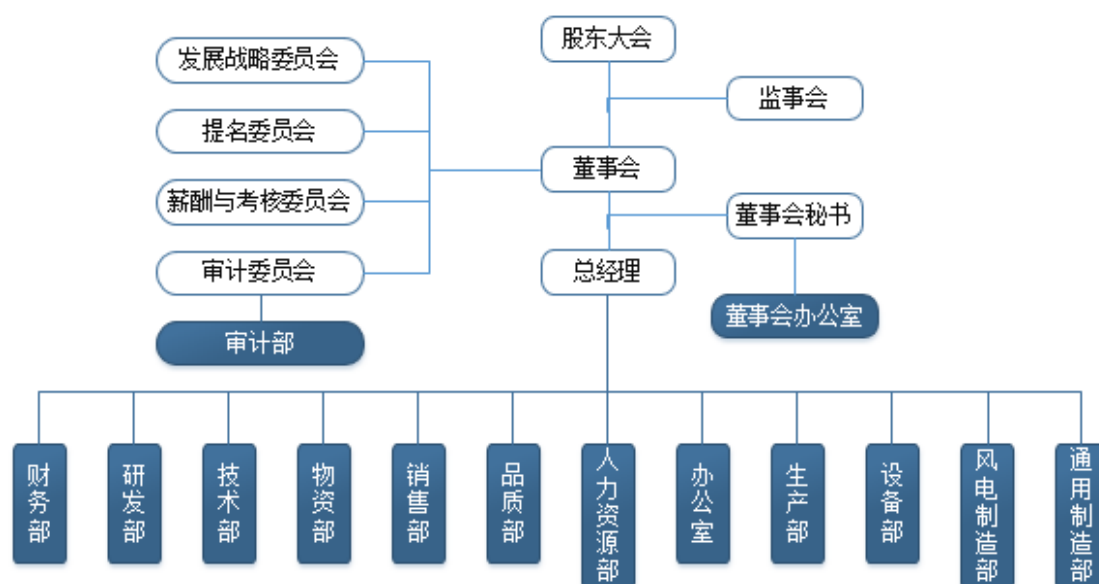 股东大会
发展战略委员会
监事会
提名委员会
董事会
薪酬与考核委员会
董事会秘书
审计委员会
总经理
董事会办公室
审计部
财务部
研发部
技术部
物资部
销售部
品质部
人力资源部
办公室
生产部
设备部
风电制造部
通用制造部